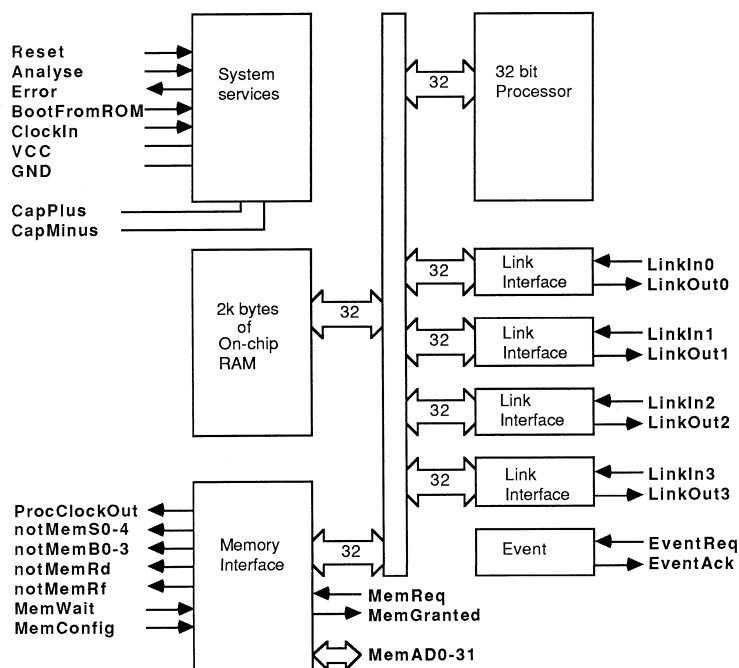 Reset
Analyse
Error
BootFromROM
ClockIn
VCC
GND
CapPlus
CapMinus
System
services
32
32 bit
Processor
2k bytes
of
On-chip
RAM
32
32
Link
Interface
LinkIn0
LinkOut0
32
Link
Interface
LinkIn1
LinkOut1
32
Link
Interface
LinkIn2
LinkOut2
32
Link
Interface
LinkIn3
LinkOut3
ProcClockOut
notMemS0-4
notMemB0-3
notMemRd
notMemRf
MemWait
MemConfig
Memory
Interface
32
Event
EventReq
EventAck
MemReq
MemGranted
MemAD0-31